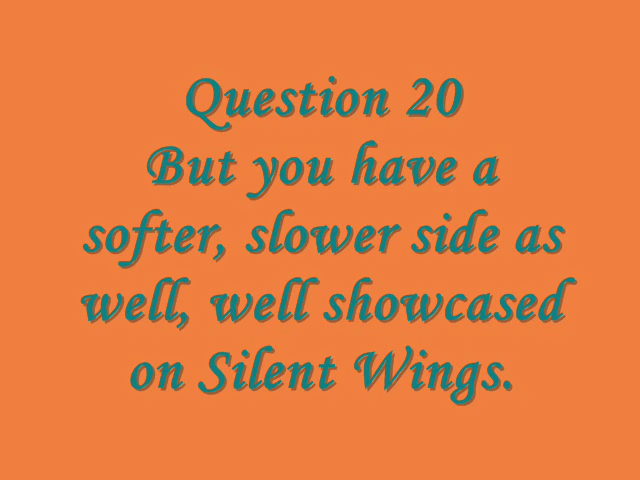 Question 20
But you have a
softer, slower side as
well, well showcased
on Silent Wings.